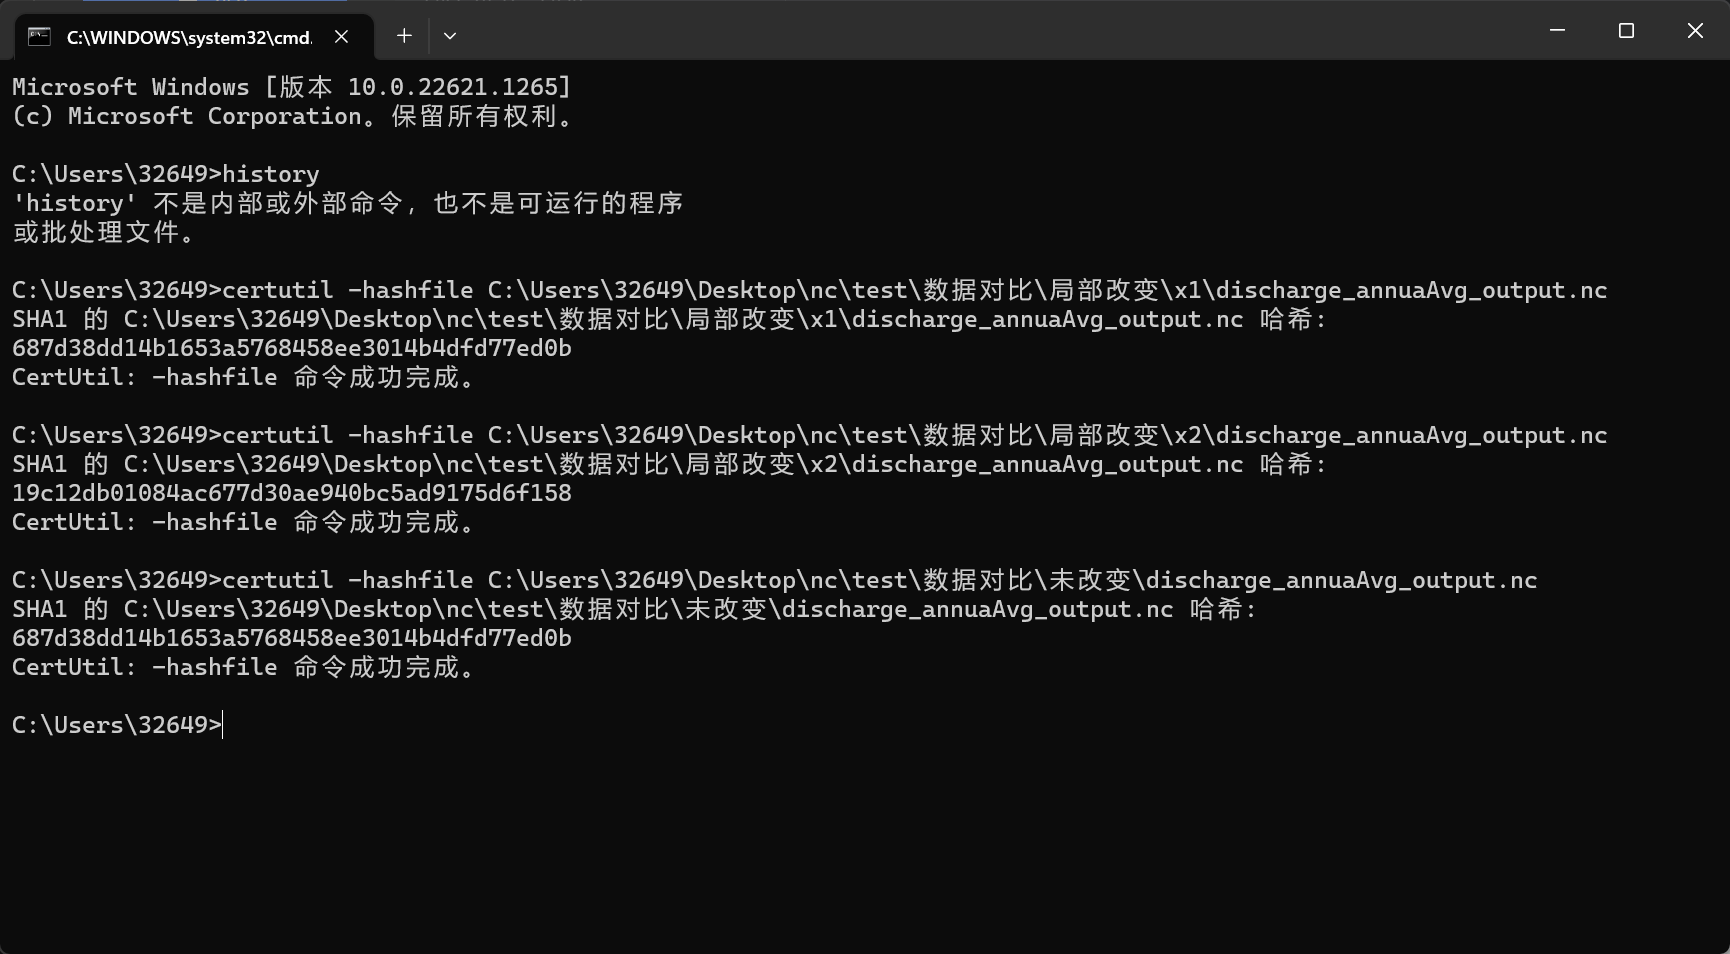 C:\WINDOWS\system32\cmd.
Microsoft Windows [版本 10.0.22621.1265]
(c) Microsoft Corporation。保留所有权利。
C:\Users\32649>history
'history' 不是内部或外部命令，也不是可运行的程序
或批处理文件。
C:\Users\32649>certutil -hashfile C:\Users\32649\Desktop\nc\test\数据对比\局部改变\x1\discharge_annuaAvg_output.nc
SHA1 的 C:\Users\32649\Desktop\nc\test\数据对比\局部改变\x1\discharge_annuaAvg_output.nc 哈希:
687d38dd14b1653a5768458ee3014b4dfd77ed0b
CertUtil: -hashfile 命令成功完成。
C:\Users\32649>certutil -hashfile C:\Users\32649\Desktop\nc\test\数据对比\局部改变\x2\discharge_annuaAvg_output.nc
SHA1 的 C:\Users\32649\Desktop\nc\test\数据对比\局部改变\x2\discharge_annuaAvg_output.nc 哈希:
19c12db01084ac677d30ae940bc5ad9175d6f158
CertUtil: -hashfile 命令成功完成。
C:\Users\32649>certutil -hashfile C:\Users\32649\Desktop\nc\test\数据对比\未改变\discharge_annuaAvg_output.nc
SHA1 的 C:\Users\32649\Desktop\nc\test\数据对比\未改变\discharge_annuaAvg_output.nc 哈希:
687d38dd14b1653a5768458ee3014b4dfd77ed0b
CertUtil: -hashfile 命令成功完成。
C:\Users\32649>